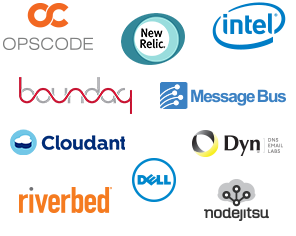 OPSCODE
New
Relic.
intel
boundary
Message Bus
Cloudant
Dyn
DNS
EMAIL
LABS
DELL
riverbed
nodejitsu